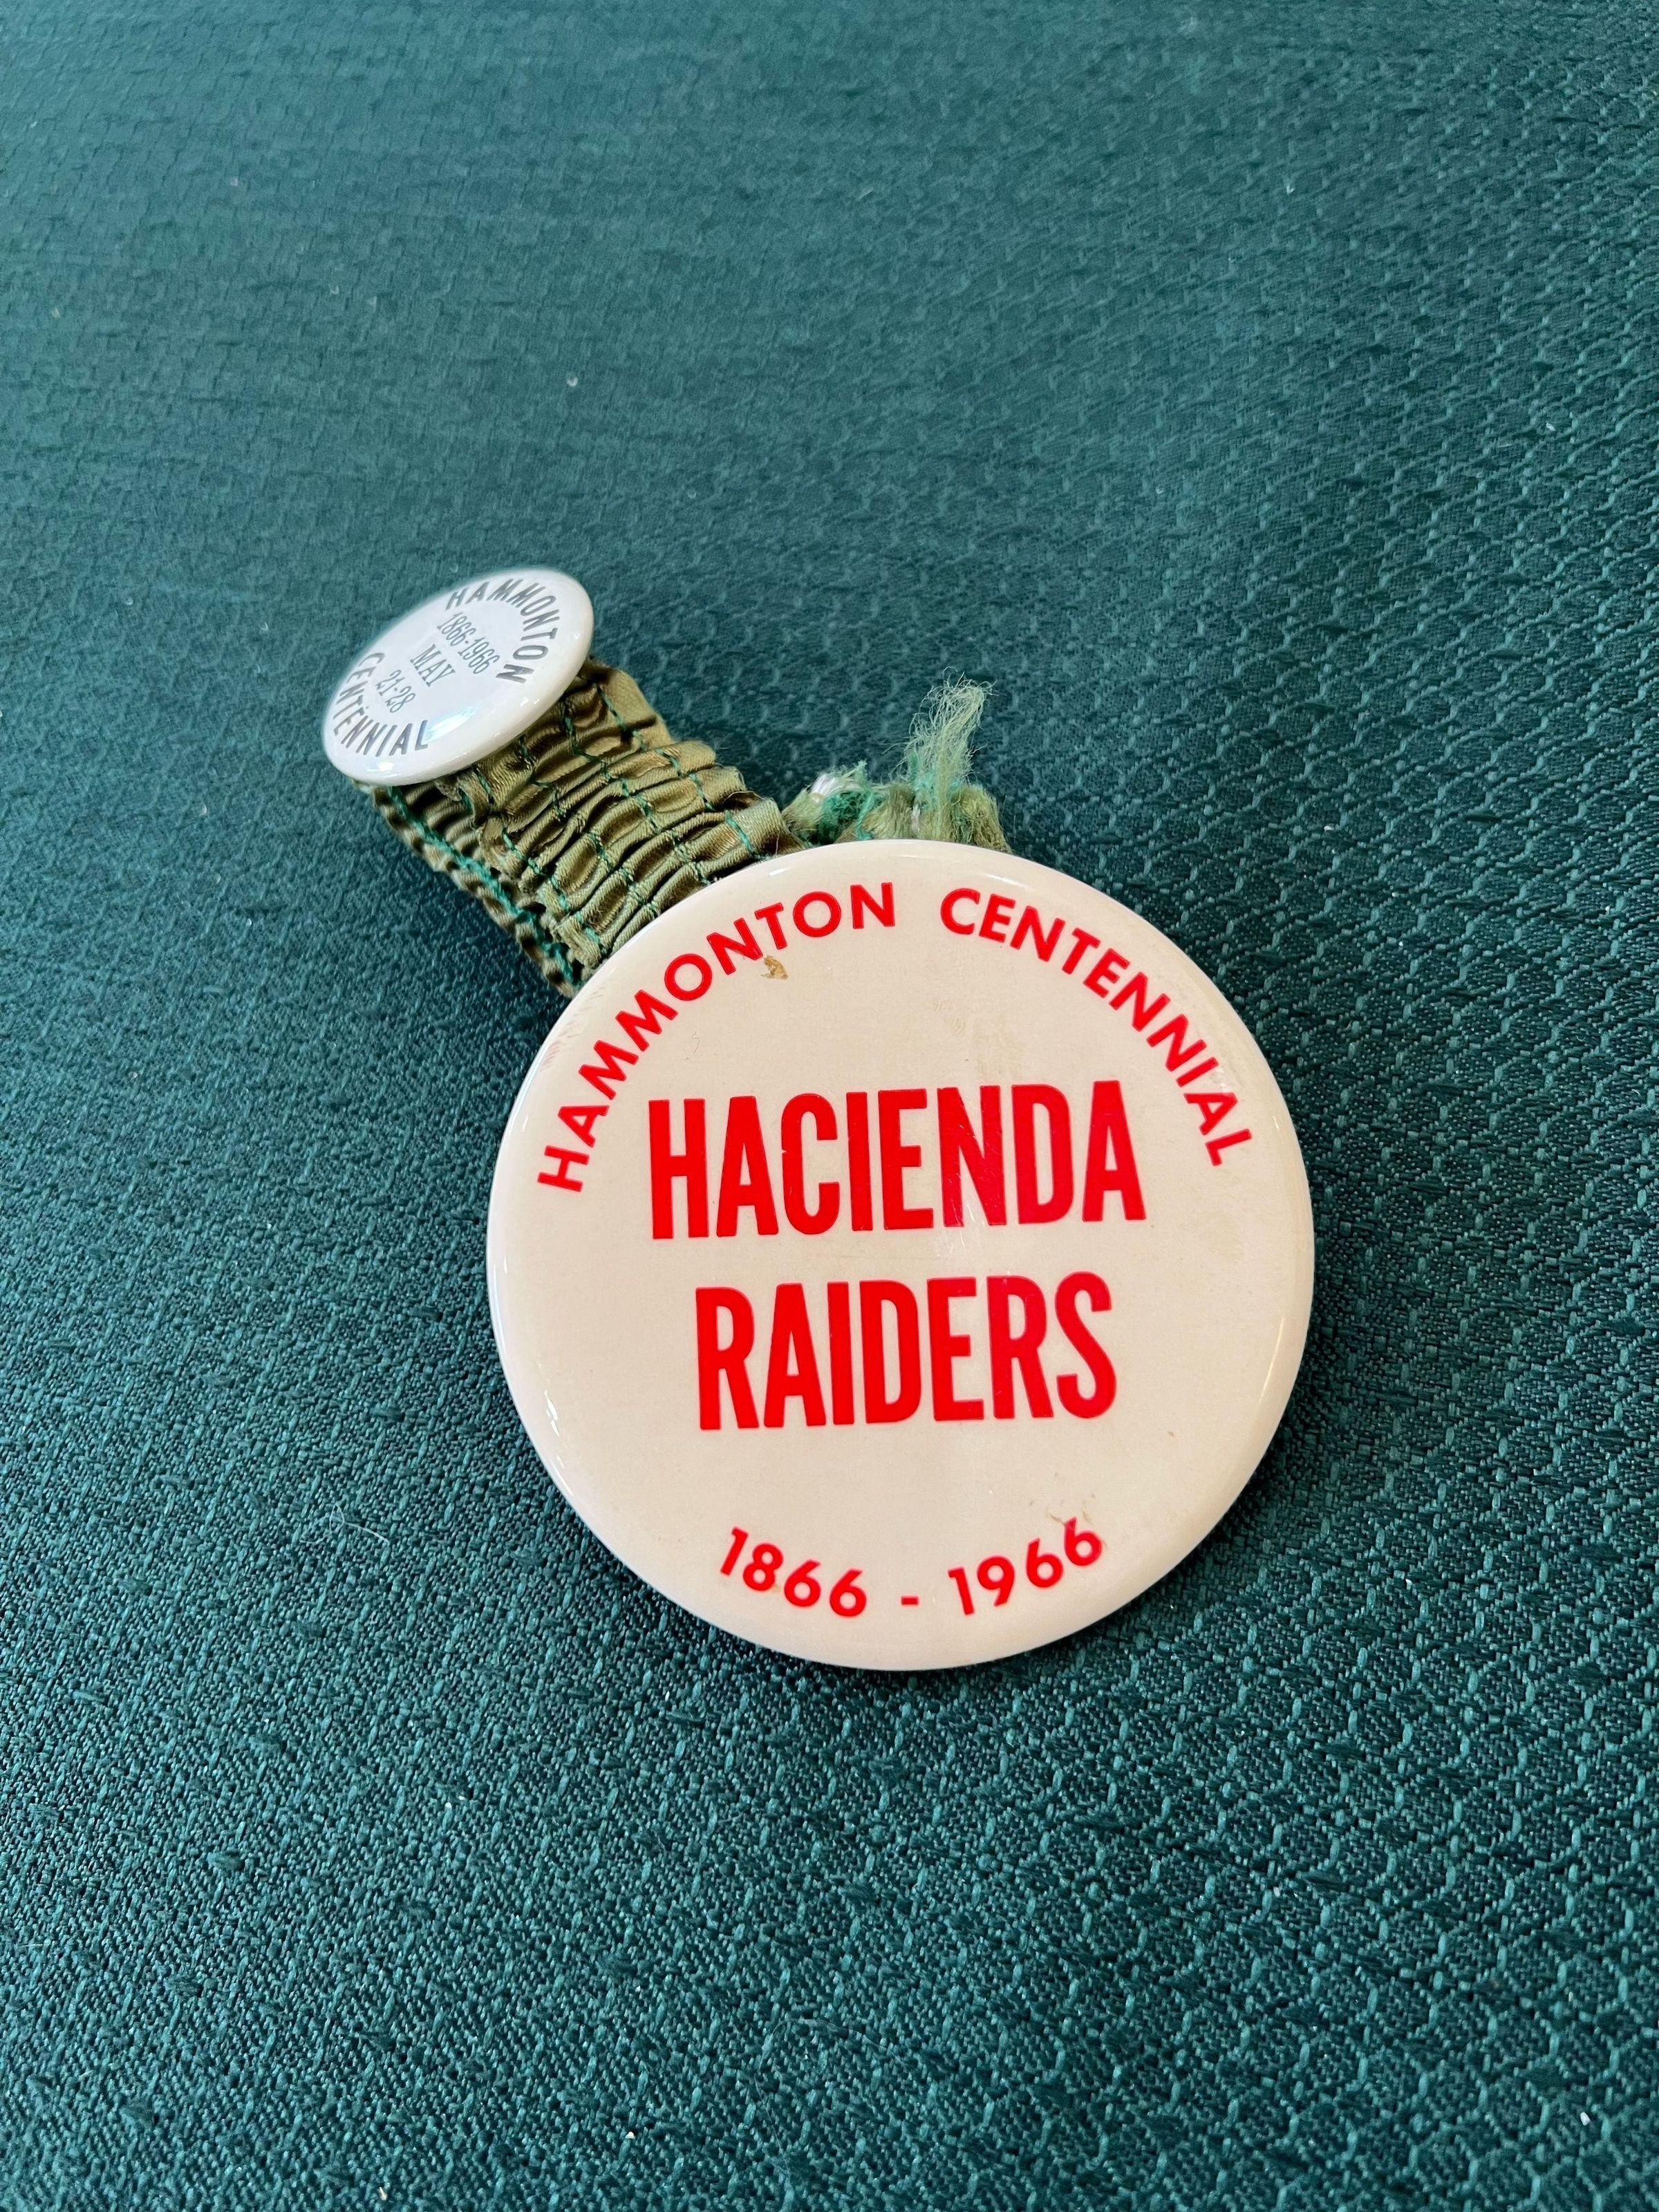 HAMMONTON
1866-1966
MAY
21-28
CENTENNIAL
HAMMONTON CENTENNIAL
HACIENDA
RAIDERS
1866 - 1966